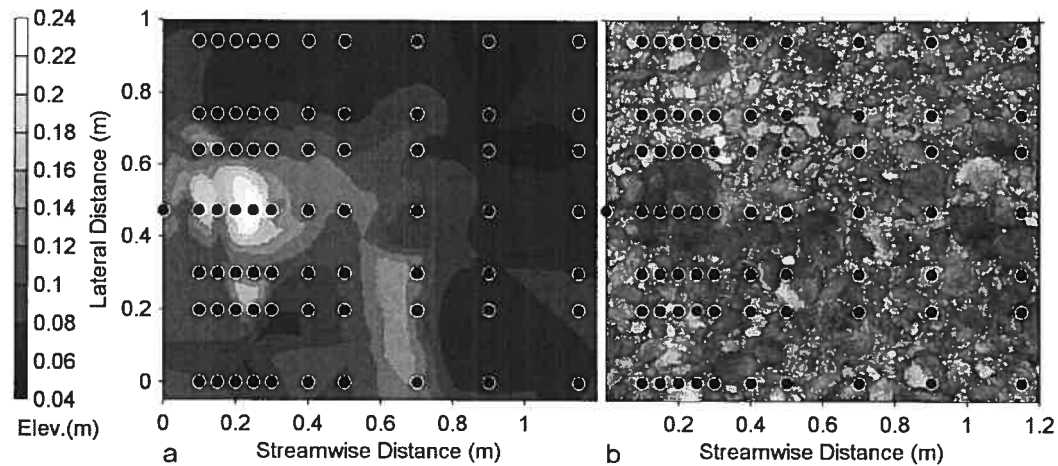 0.24
0.22
0.2
0.18
0.16
0.14
0.12
0.1
0.08
0.06
0.04
Elev.(m)
Lateral Distance (m)
1
0.8
0.6
0.4
0.2
0
0 0.2 0.4 0.6 0.8 1
Streamwise Distance (m)
a
0.2 0.4 0.6 0.8 1 1.2
Streamwise Distance (m)
b